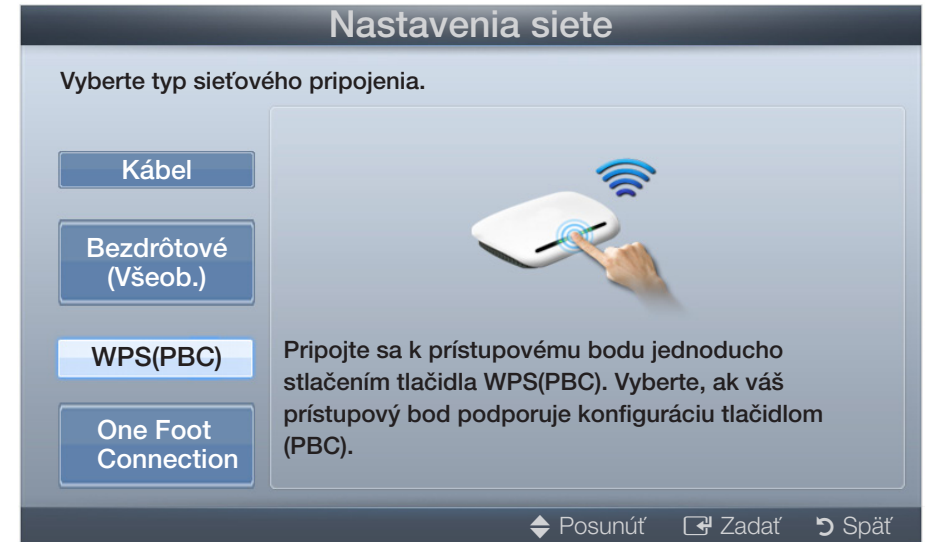 Nastavenia siete
Vyberte typ sieťového pripojenia.
Kábel
Bezdrôtové
(Všeob.)
WPS(PBC)
One Foot
Connection
Pripojte sa k prístupovému bodu jednoducho
stlačením tlačidla WPS(PBC). Vyberte, ak váš
prístupový bod podporuje konfiguráciu tlačidlom
(PBC).
Posunúť Zadať Späť